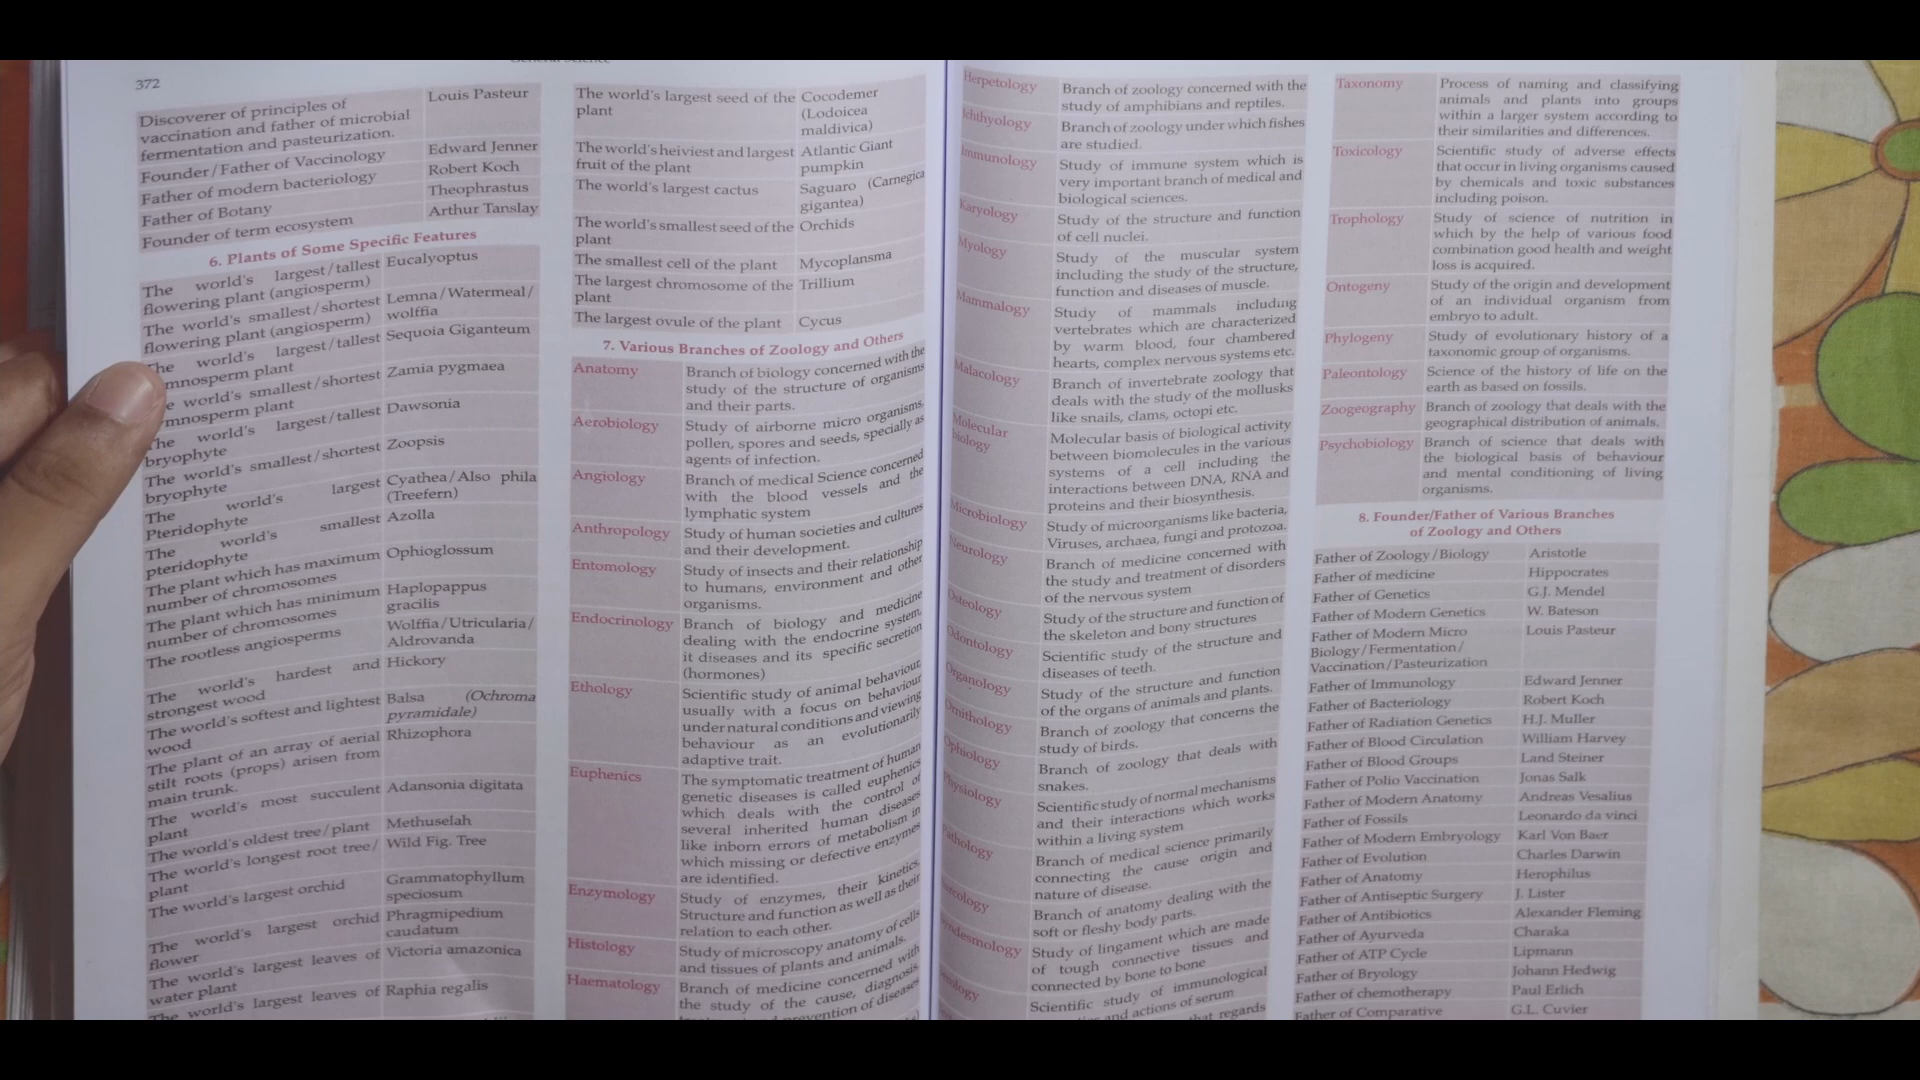 372
General Science
Discoverer of principles of
vaccination and father of microbial
fermentation and pasteurization.
Louis Pasteur
Founder/Father of Vaccinology
Edward Jenner
Father of modern bacteriology
Robert Koch
Father of Botany
Theophrastus
Founder of term ecosystem
Arthur Tanslay
6. Plants of Some Specific Features
The world's largest/tallest
flowering plant (angiosperm)
Eucalyoptus
The world's smallest/shortest
flowering plant (angiosperm)
Lemna/Watermeal/
wolffia
The world's largest/tallest
mnosperm plant
Sequoia Giganteum
e world's smallest/shortest
mnosperm plant
Zamia pygmaea
The world's largest/tallest
bryophyte
Dawsonia
The world's smallest/shortest
bryophyte
Zoopsis
The world's largest
Pteridophyte
Cyathea/Also phila
(Treefern)
The world's smallest
pteridophyte
Azolla
The plant which has maximum
number of chromosomes
Ophioglossum
The plant which has minimum
number of chromosomes
Haplopappus
gracilis
The rootless angiosperms
Wolffia/Utricularia/
Aldrovanda
The world's hardest and
strongest wood
Hickory
The world's softest and lightest
wood
Balsa (Ochroma
pyramidale)
The plant of an array of aerial
stilt roots (props) arisen from
main trunk.
Rhizophora
The world's most succulent
plant
Adansonia digitata
The world's oldest tree/plant
Methuselah
The world's longest root tree/
plant
Wild Fig. Tree
The world's largest orchid
Grammatophyllum
speciosum
The world's largest orchid
flower
Phragmipedium
caudatum
The world's largest leaves of
water plant
Victoria amazonica
The world's largest leaves of
Raphia regalis
The world's largest seed of the
plant
Cocodemer
(Lodoicea
maldivica)
The world's heiviest and largest
fruit of the plant
Atlantic Giant
pumpkin
The world's largest cactus
Saguaro (Carnegica
gigantea)
The world's smallest seed of the
plant
Orchids
The smallest cell of the plant
Mycoplansma
The largest chromosome of the
plant
Trillium
The largest ovule of the plant
Cycus
7. Various Branches of Zoology and Others
Anatomy
Branch of biology concerned with the
study of the structure of organisms
and their parts.
Aerobiology
Study of airborne micro organisms,
pollen, spores and seeds, specially as
agents of infection.
Angiology
Branch of medical Science concerned
with the blood vessels and the
lymphatic system
Anthropology
Study of human societies and cultures
and their development.
Entomology
Study of insects and their relationship
to humans, environment and other
organisms.
Endocrinology
Branch of biology and medicine
dealing with the endocrine system,
it diseases and its specific secretion
(hormones)
Ethology
Scientific study of animal behaviour,
usually with a focus on behaviour
under natural conditions and viewing
behaviour as an evolutionarily
adaptive trait.
Euphenics
The symptomatic treatment of human
genetic diseases is called euphenics
which deals with the control of
several inherited human diseases
like inborn errors of metabolism in
which missing or defective enzymes
are identified.
Enzymology
Study of enzymes, their kinetics,
Structure and function as well as their
relation to each other.
Histology
Study of microscopy anatomy of cells
and tissues of plants and animals.
Haematology
Branch of medicine concerned with
the study of the cause, diagnosis,
prevention of diseases
Herpetology
Branch of zoology concerned with the
study of amphibians and reptiles.
Ichthyology
Branch of zoology under which fishes
are studied.
Immunology
Study of immune system which is
very important branch of medical and
biological sciences.
Karyology
Study of the structure and function
of cell nuclei.
Myology
Study of the muscular system
including the study of the structure,
function and diseases of muscle.
Mammalogy
Study of mammals including
vertebrates which are characterized
by warm blood, four chambered
hearts, complex nervous systems etc.
Malacology
Branch of invertebrate zoology that
deals with the study of the mollusks
like snails, clams, octopi etc.
Molecular
biology
Molecular basis of biological activity
between biomolecules in the various
systems of a cell including the
interactions between DNA, RNA and
proteins and their biosynthesis.
Microbiology
Study of microorganisms like bacteria,
Viruses, archaea, fungi and protozoa.
Neurology
Branch of medicine concerned with
the study and treatment of disorders
of the nervous system
Osteology
Study of the structure and function of
the skeleton and bony structures
Odontology
Scientific study of the structure and
diseases of teeth.
Organology
Study of the structure and function
of the organs of animals and plants.
Ornithology
Branch of zoology that concerns the
study of birds.
Ophiology
Branch of zoology that deals with
snakes.
Physiology
Scientific study of normal mechanisms
and their interactions which works
within a living system
Pathology
Branch of medical science primarily
connecting the cause origin and
nature of disease.
Branch of anatomy dealing with the
soft or fleshy body parts.
yndesmology
Study of lingament which are made
of tough connective tissues and
connected by bone to bone
Scientific study of immunological
and actions of serum
that regards
Taxonomy
Process of naming and classifying
animals and plants into groups
within a larger system according to
their similarities and differences.
Toxicology
Scientific study of adverse effects
that occur in living organisms caused
by chemicals and toxic substances
including poison.
Trophology
Study of science of nutrition in
which by the help of various food
combination good health and weight
loss is acquired.
Ontogeny
Study of the origin and development
of an individual organism from
embryo to adult.
Phylogeny
Study of evolutionary history of a
taxonomic group of organisms.
Paleontology
Science of the history of life on the
earth as based on fossils.
Zoogeography
Branch of zoology that deals with the
geographical distribution of animals.
Psychobiology
Branch of science that deals with
the biological basis of behaviour
and mental conditioning of living
organisms.
8. Founder/Father of Various Branches
of Zoology and Others
Father of Zoology/Biology
Aristotle
Father of medicine
Hippocrates
Father of Genetics
G.J. Mendel
Father of Modern Genetics
W. Bateson
Father of Modern Micro
Biology/Fermentation/
Vaccination/Pasteurization
Louis Pasteur
Father of Immunology
Edward Jenner
Father of Bacteriology
Robert Koch
Father of Radiation Genetics
H.J. Muller
Father of Blood Circulation
William Harvey
Father of Blood Groups
Land Steiner
Father of Polio Vaccination
Jonas Salk
Father of Modern Anatomy
Andreas Vesalius
Father of Fossils
Leonardo da vinci
Father of Modern Embryology
Karl Von Baer
Father of Evolution
Charles Darwin
Father of Anatomy
Herophilus
Father of Antiseptic Surgery
J. Lister
Father of Antibiotics
Alexander Fleming
Father of Ayurveda
Charaka
Father of ATP Cycle
Lipmann
Father of Bryology
Johann Hedwig
Father of chemotherapy
Paul Erlich
Father of Comparative
G.L. Cuvier